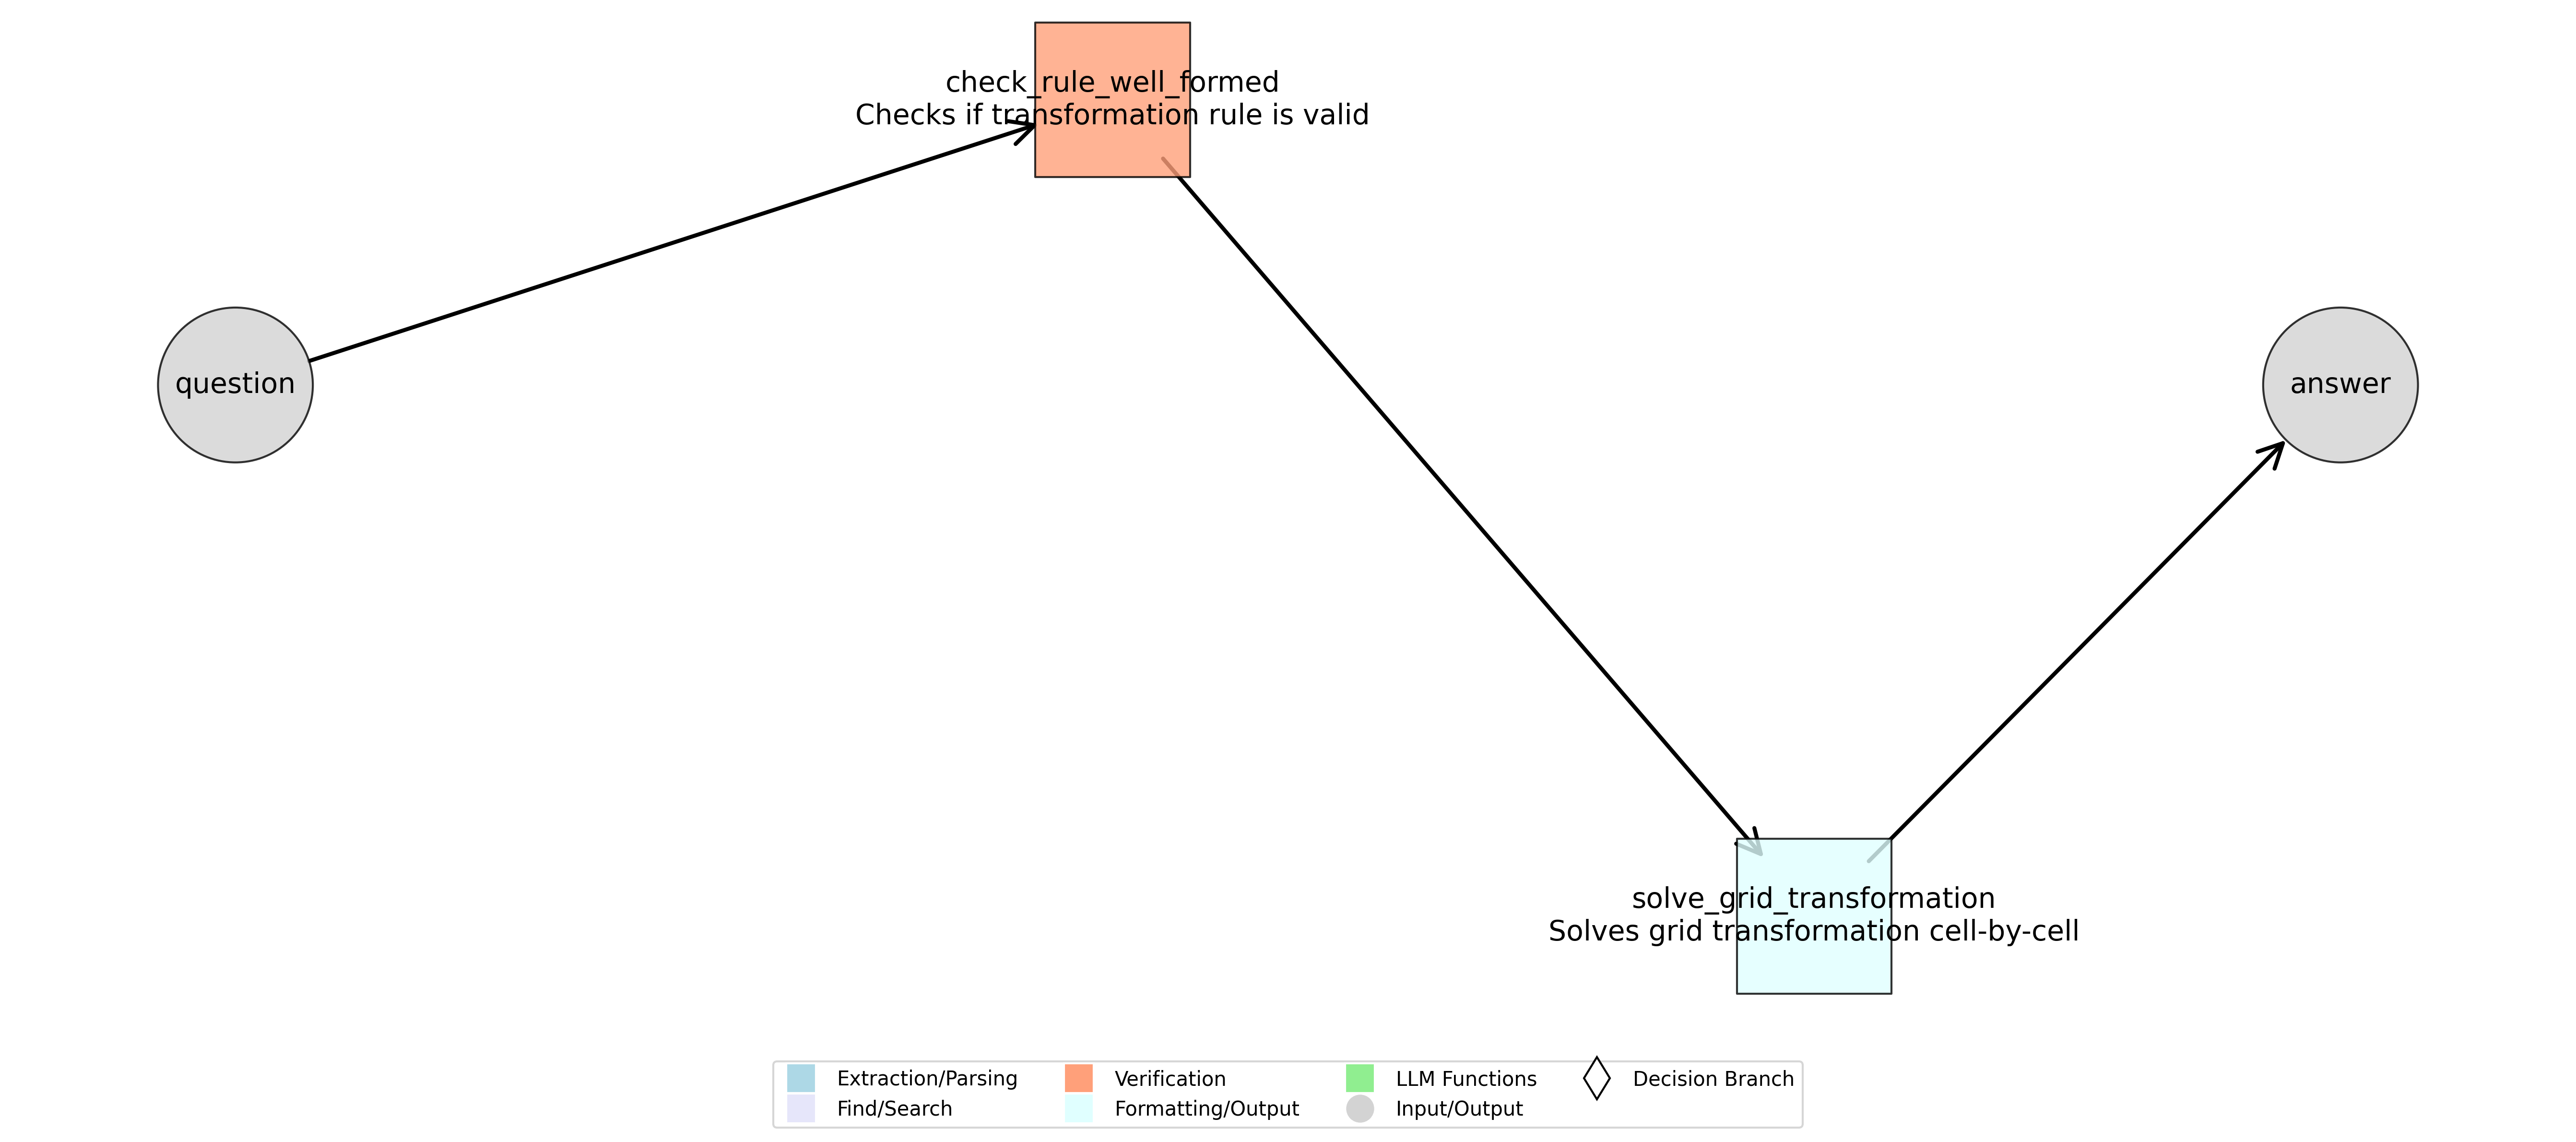 check_rule_well_formed
Checks if transformation rule is valid
question
answer
solve_grid_transformation
Solves grid transformation cell-by-cell
Extraction/Parsing
Find/Search
Verification
Formatting/Output
LLM Functions
Input/Output
Decision Branch